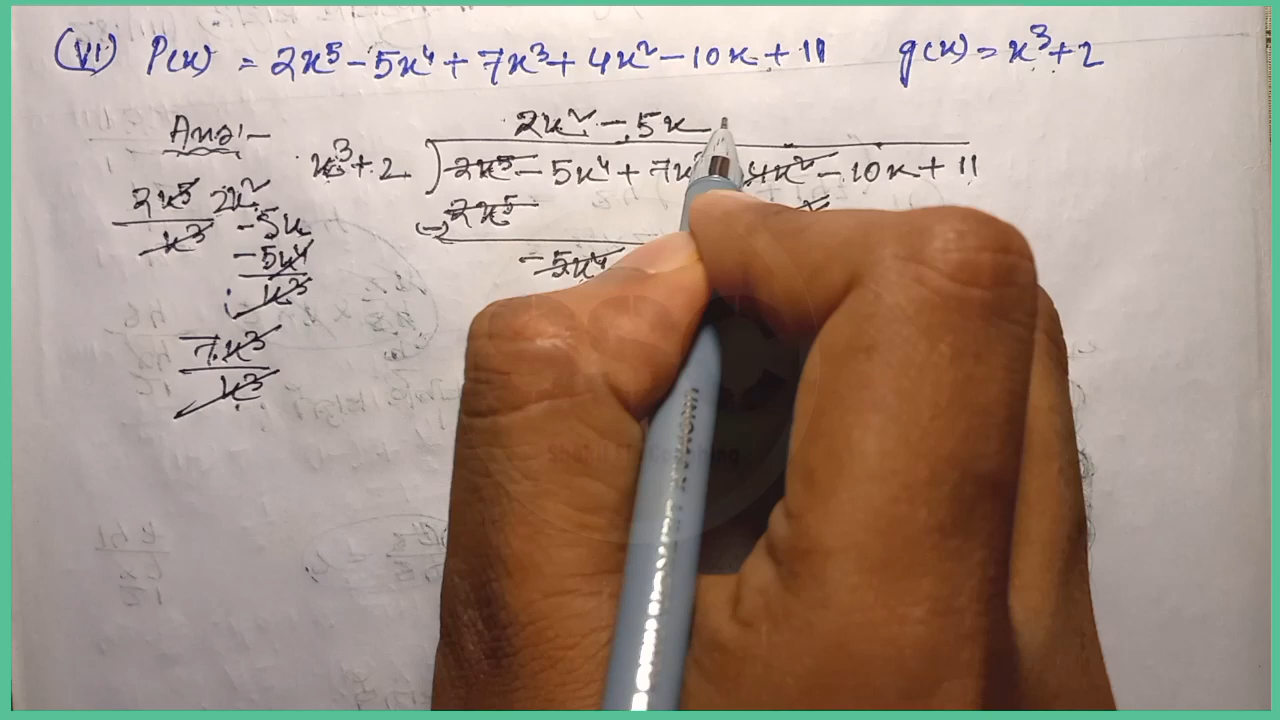 (VI) P(x) = 2x⁵ - 5x⁴ + 7x³ + 4x² - 10x + 11 g(x) = x³ + 2
Ans:-
2x² - 5x
x³ + 2 ) 2x⁵ - 5x⁴ + 7x 4x² - 10x + 11
2x⁵ 2x²
x³
(-) 2x⁵
- 5x
- 5x⁴
x³
- 5x⁴
7x³
x³